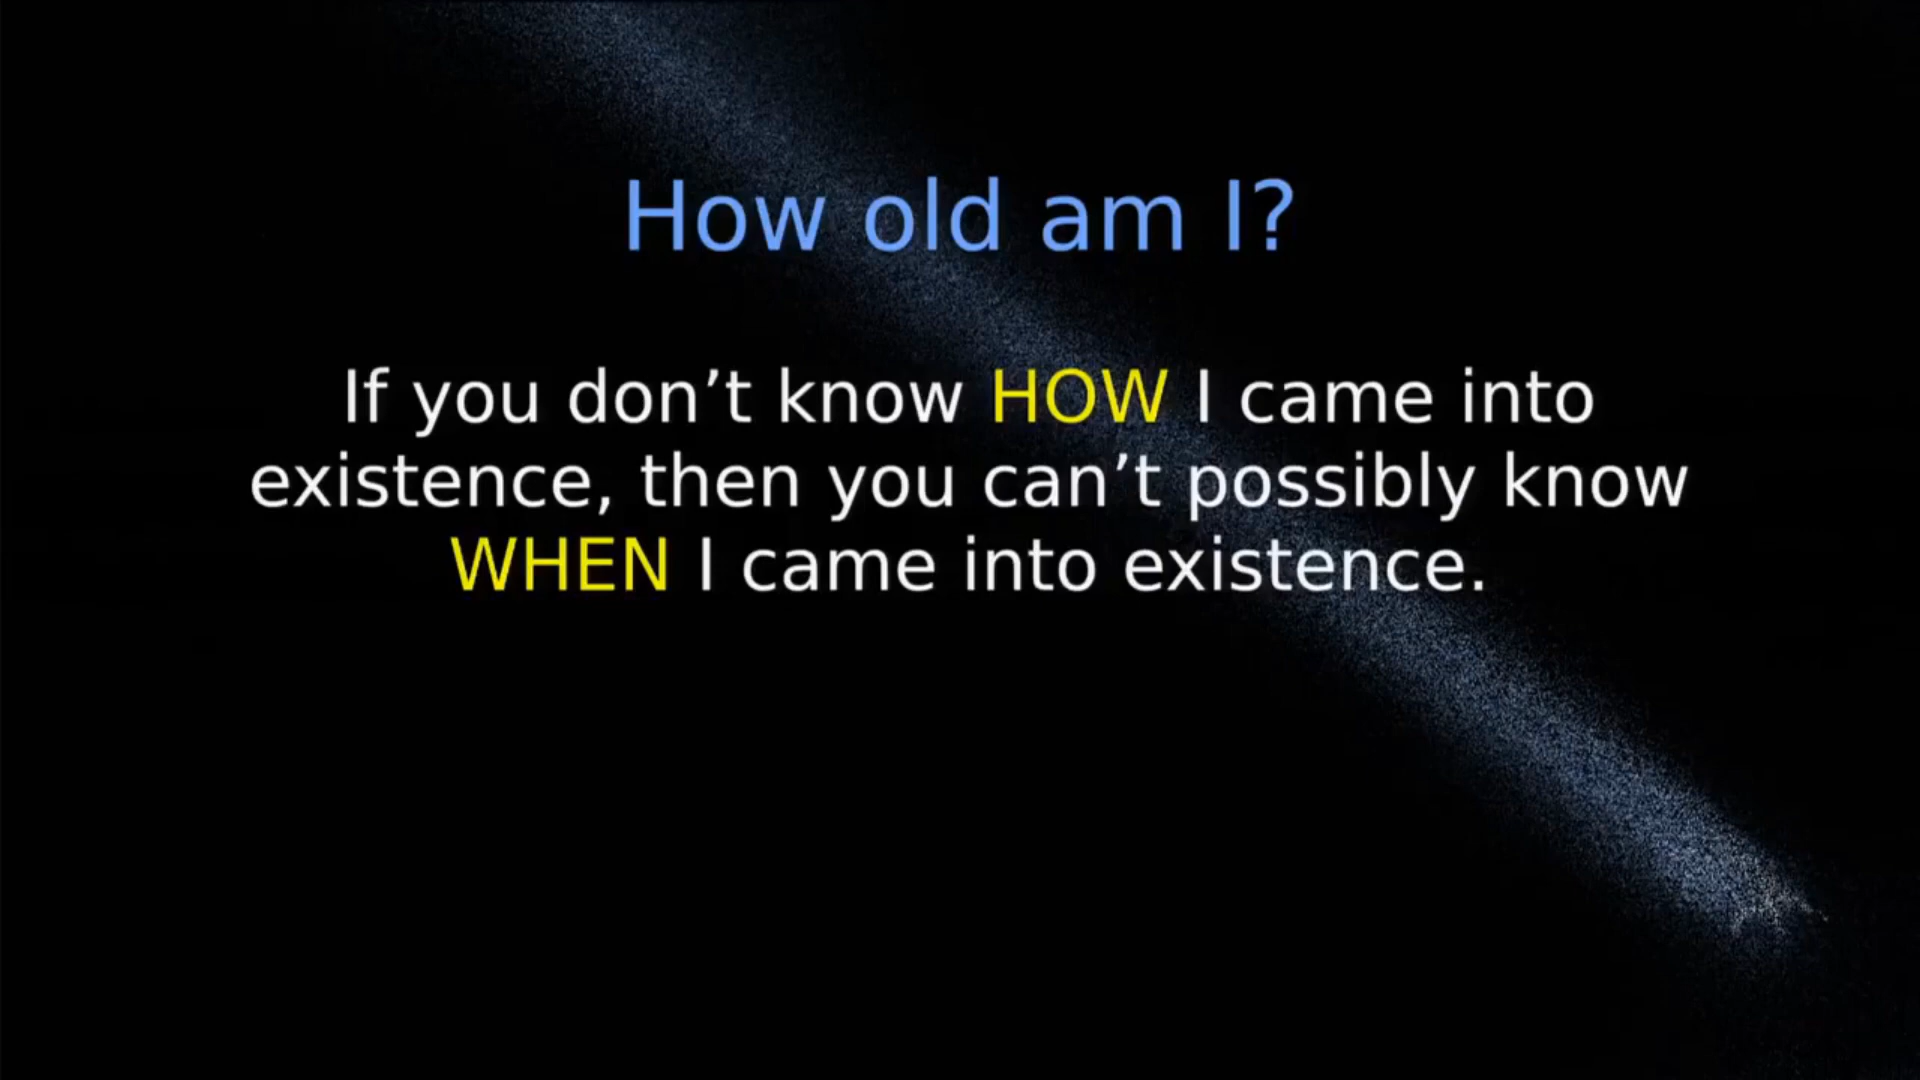 How old am I?
If you don’t know HOW I came into
existence, then you can’t possibly know
WHEN I came into existence.